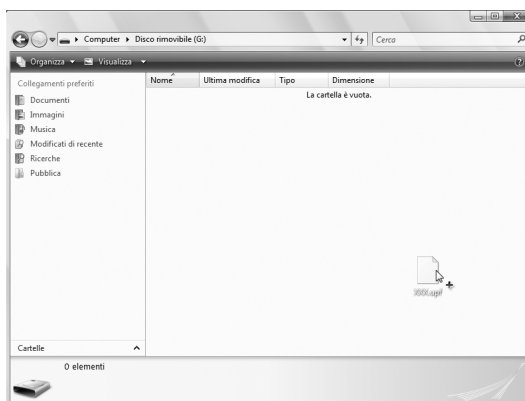 Computer ▸ Disco rimovibile (G:)
Cerca
Organizza
Visualizza
Collegamenti preferiti
Documenti
Immagini
Musica
Modificati di recente
Ricerche
Pubblica
Nome
Ultima modifica
Tipo
Dimensione
La cartella è vuota.
Cartelle
0 elementi